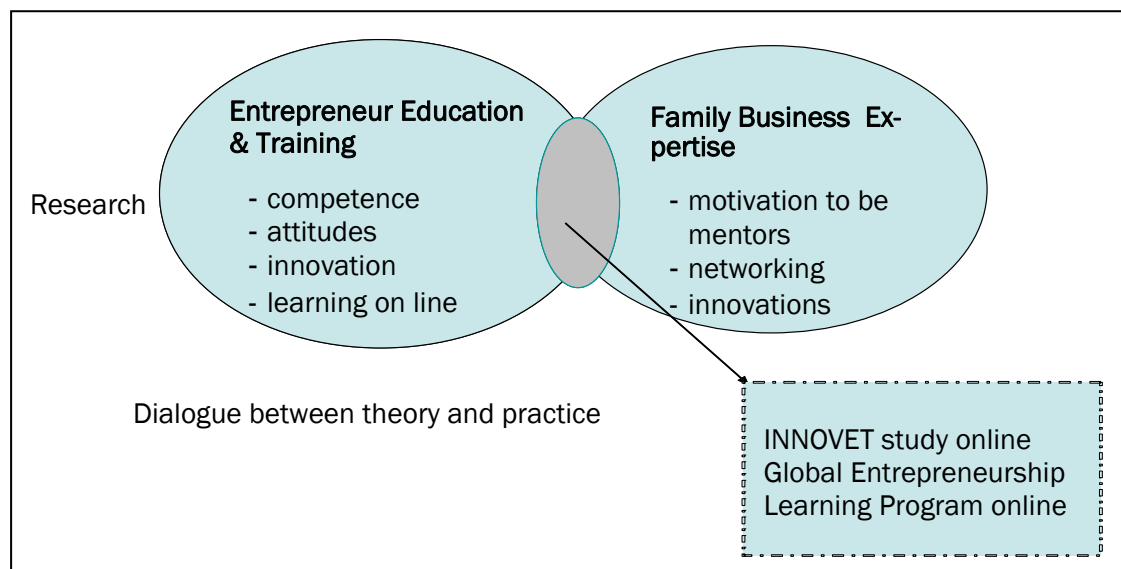 Entrepreneur Education
& Training
- competence
- attitudes
- innovation
- learning on line
Family Business Ex-
pertise
- motivation to be
mentors
- networking
- innovations
Research
Dialogue between theory and practice
INNOVET study online
Global Entrepreneurship
Learning Program online